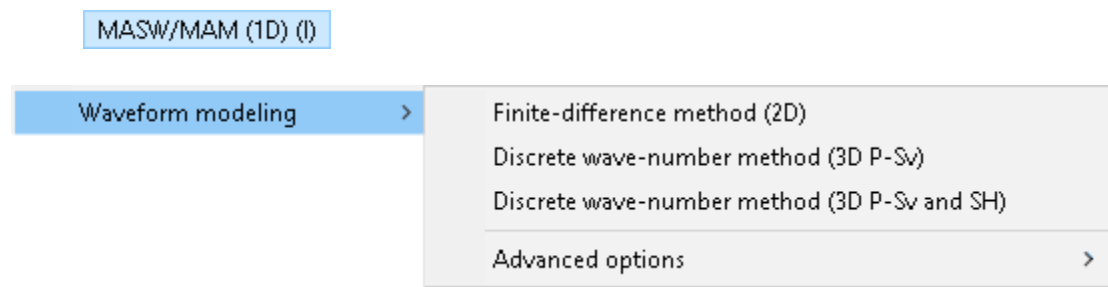 MASW/MAM (1D) (I)
Waveform modeling >
Finite-difference method (2D)
Discrete wave-number method (3D P-Sv)
Discrete wave-number method (3D P-Sv and SH)
Advanced options >